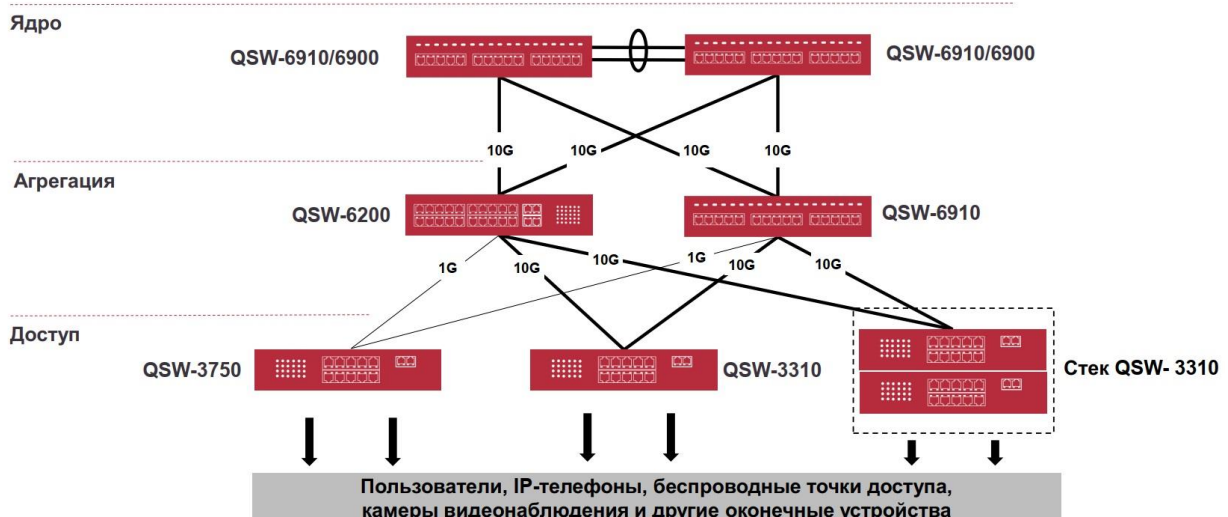 Ядро
QSW-6910/6900
QSW-6910/6900
10G
10G
10G
10G
Агрегация
QSW-6200
QSW-6910
1G
10G
10G
1G
10G
10G
Доступ
QSW-3750
QSW-3310
Стек QSW- 3310
Пользователи, IP-телефоны, беспроводные точки доступа,
камеры видеонаблюдения и другие оконечные устройства